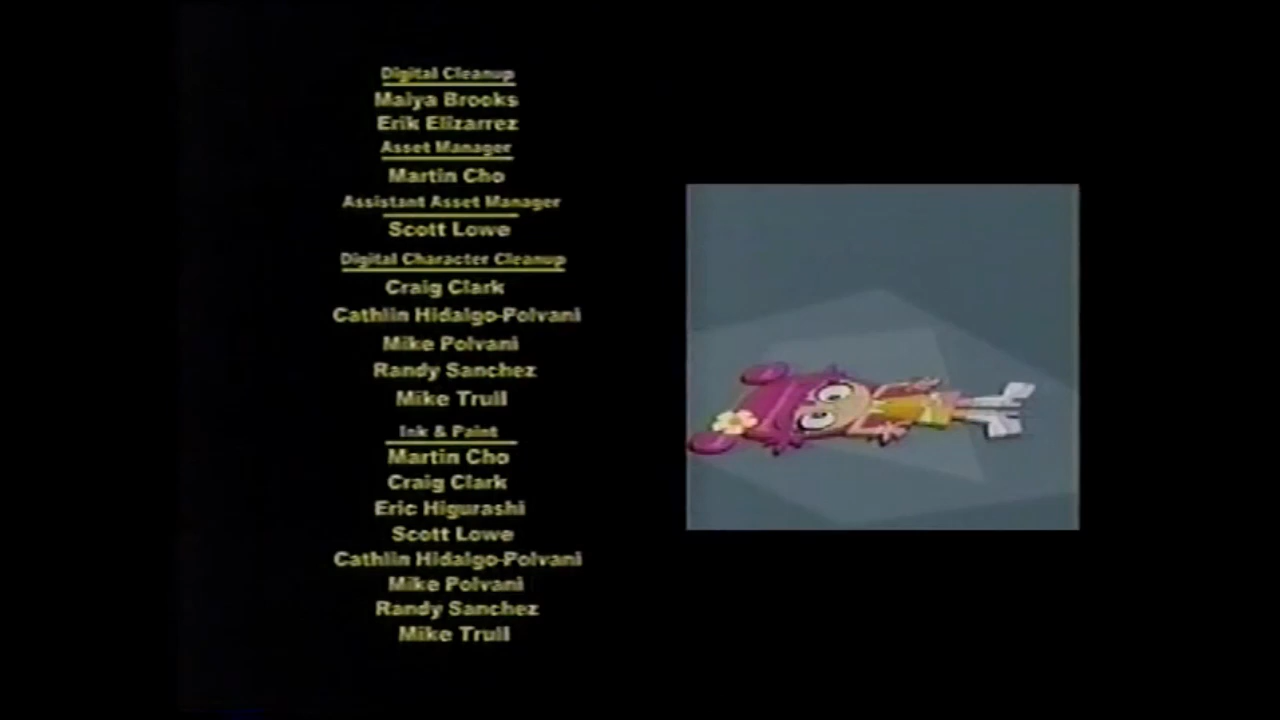 Digital Cleanup
Maiya Brooks
Erik Elizarrez
Asset Manager
Martin Cho
Assistant Asset Manager
Scott Lowe
Digital Character Cleanup
Craig Clark
Cathlin Hidalgo-Polvani
Mike Polvani
Randy Sanchez
Mike Trull
Ink & Paint
Martin Cho
Craig Clark
Eric Higurashi
Scott Lowe
Cathlin Hidalgo-Polvani
Mike Polvani
Randy Sanchez
Mike Trull